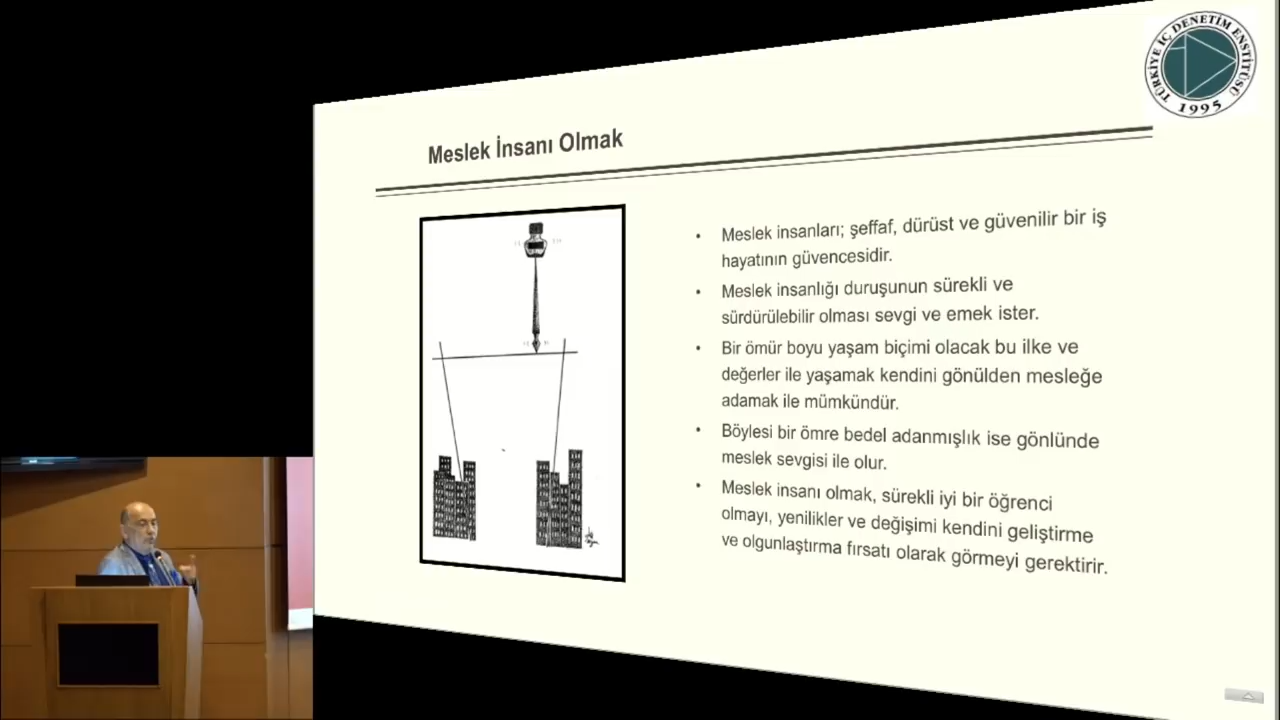 TÜRKİYE İÇ DENETİM ENSTİTÜSÜ
1995
Meslek İnsanı Olmak
• Meslek insanları; şeffaf, dürüst ve güvenilir bir iş
hayatının güvencesidir.
• Meslek insanlığı duruşunun sürekli ve
sürdürülebilir olması sevgi ve emek ister.
• Bir ömür boyu yaşam biçimi olacak bu ilke ve
değerler ile yaşamak kendini gönülden mesleğe
adamak ile mümkündür.
• Böylesi bir ömre bedel adanmışlık ise gönlünde
meslek sevgisi ile olur.
• Meslek insanı olmak, sürekli iyi bir öğrenci
olmayı, yenilikler ve değişimi kendini geliştirme
ve olgunlaştırma fırsatı olarak görmeyi gerektirir.